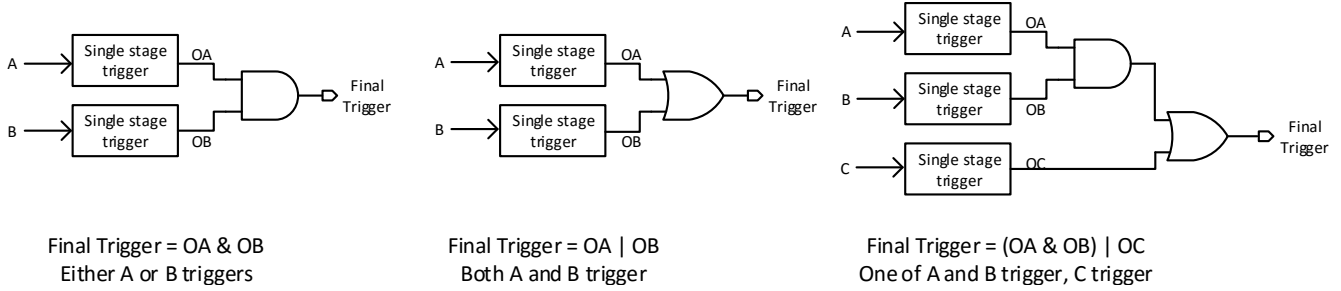 A
Single stage
trigger
OA
B
Single stage
trigger
OB
Final
Trigger
Final Trigger = OA & OB
Either A or B triggers
A
Single stage
trigger
OA
B
Single stage
trigger
OB
Final
Trigger
Final Trigger = OA | OB
Both A and B trigger
A
Single stage
trigger
OA
B
Single stage
trigger
OB
C
Single stage
trigger
OC
Final
Trigger
Final Trigger = (OA & OB) | OC
One of A and B trigger, C trigger